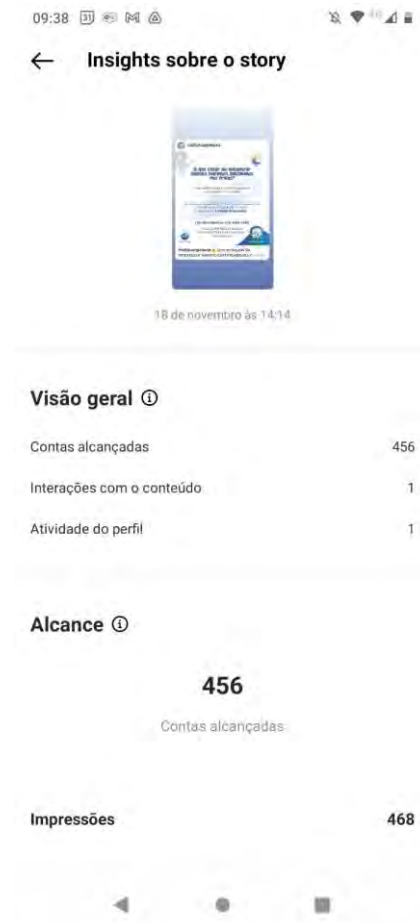 09:38
Insights sobre o story
18 de novembro às 14:14
Visão geral
Contas alcançadas 456
Interações com o conteúdo 1
Atividade do perfil 1
Alcance
456
Contas alcançadas
Impressões 468